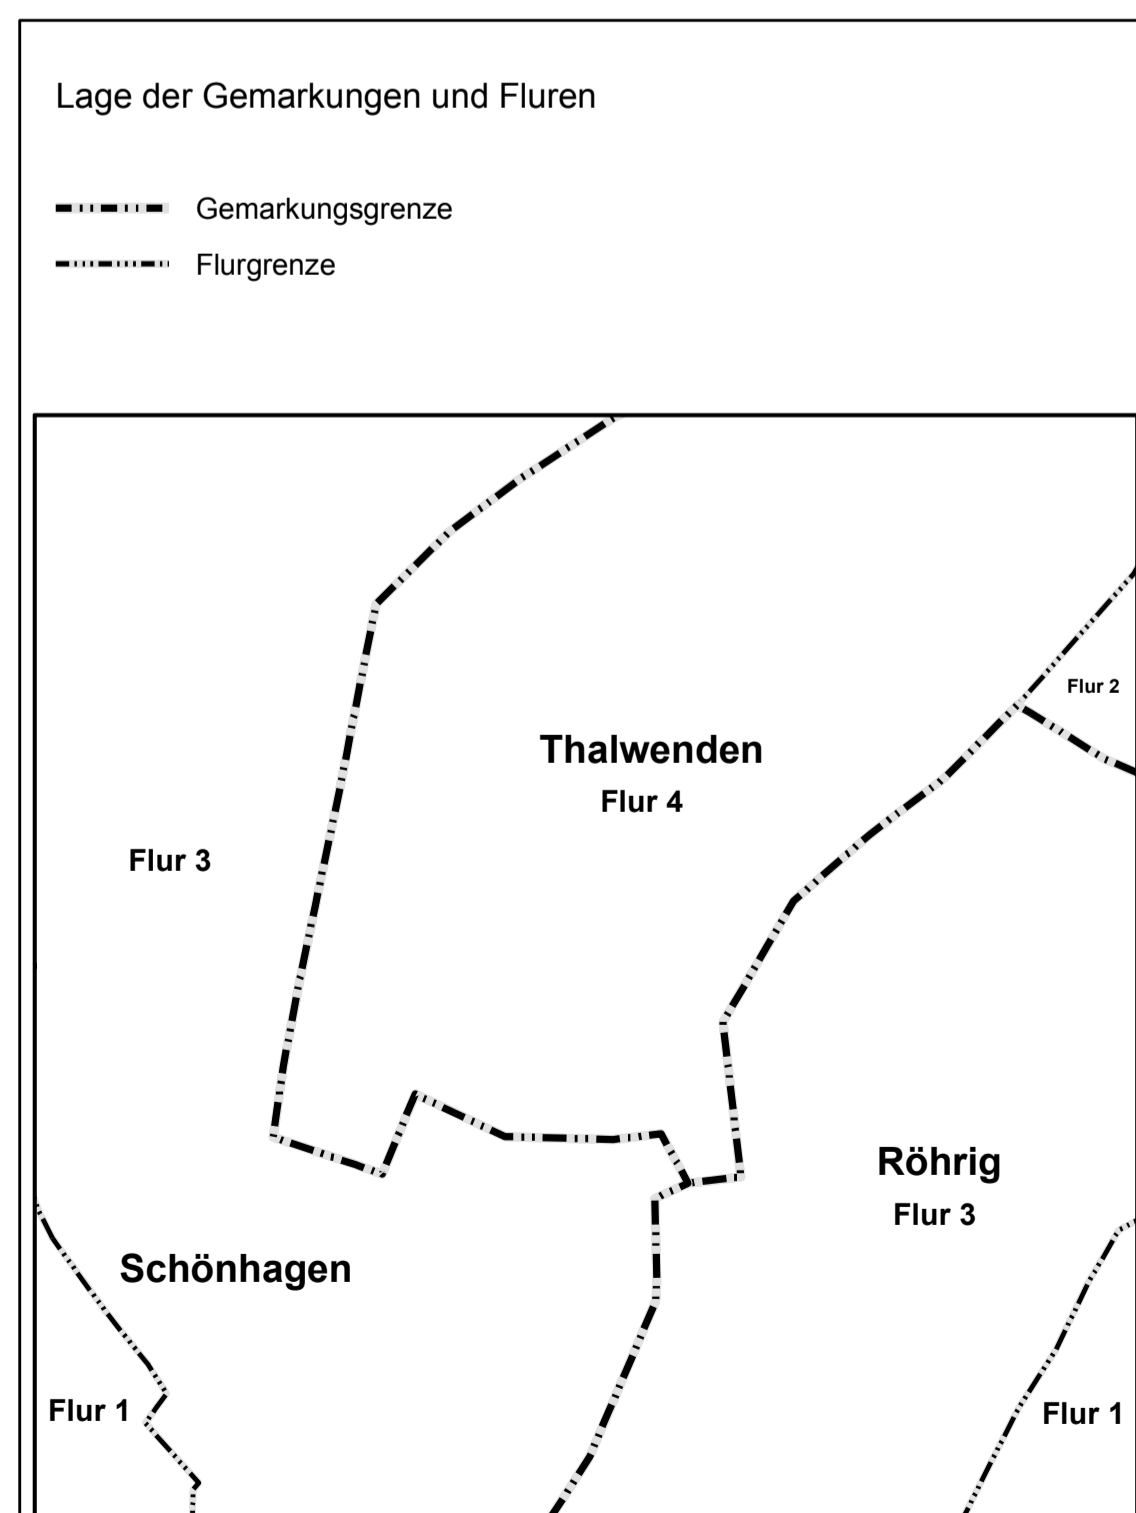 Lage der Gemarkungen und Fluren
Gemarkungsgrenze
Flurgrenze
Flur 2
Thalwenden
Flur 4
Flur 3
Röhrig
Flur 3
Schönhagen
Flur 1
Flur 1